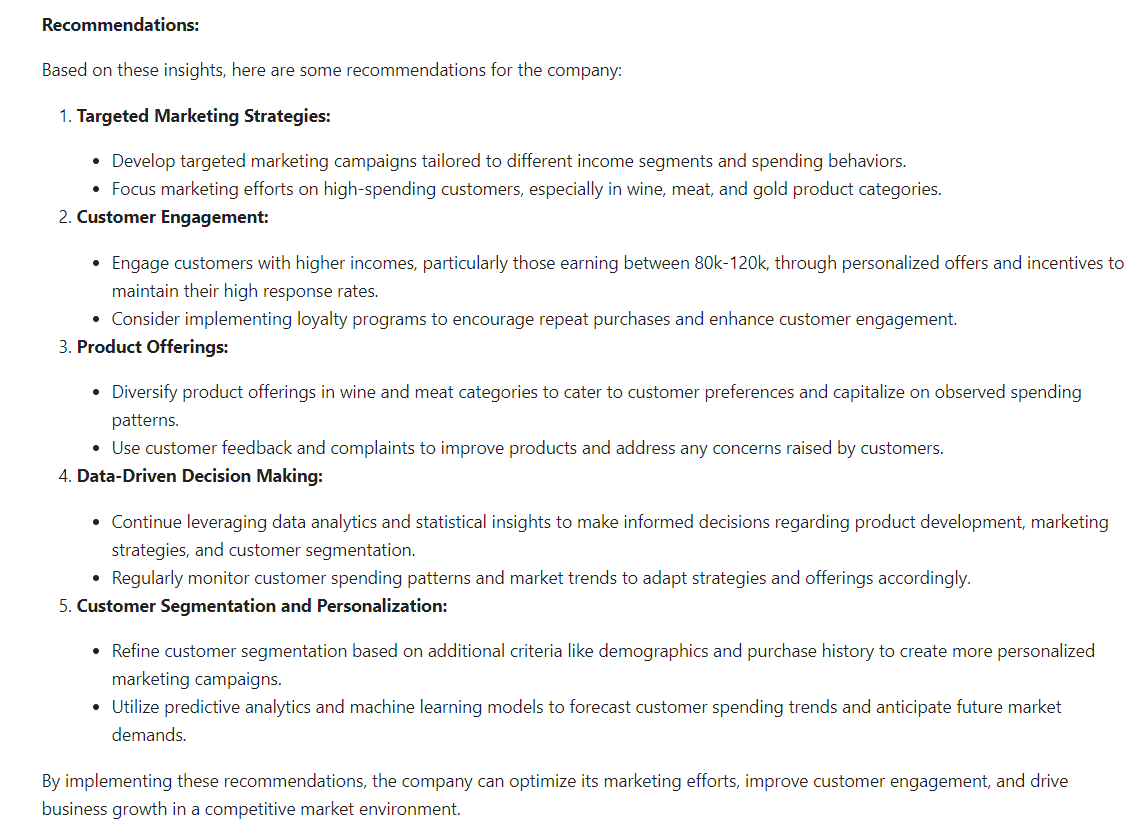 Recommendations:
Based on these insights, here are some recommendations for the company:
1. Targeted Marketing Strategies:
• Develop targeted marketing campaigns tailored to different income segments and spending behaviors.
• Focus marketing efforts on high-spending customers, especially in wine, meat, and gold product categories.
2. Customer Engagement:
• Engage customers with higher incomes, particularly those earning between 80k-120k, through personalized offers and incentives to
maintain their high response rates.
• Consider implementing loyalty programs to encourage repeat purchases and enhance customer engagement.
3. Product Offerings:
• Diversify product offerings in wine and meat categories to cater to customer preferences and capitalize on observed spending
patterns.
• Use customer feedback and complaints to improve products and address any concerns raised by customers.
4. Data-Driven Decision Making:
• Continue leveraging data analytics and statistical insights to make informed decisions regarding product development, marketing
strategies, and customer segmentation.
• Regularly monitor customer spending patterns and market trends to adapt strategies and offerings accordingly.
5. Customer Segmentation and Personalization:
• Refine customer segmentation based on additional criteria like demographics and purchase history to create more personalized
marketing campaigns.
• Utilize predictive analytics and machine learning models to forecast customer spending trends and anticipate future market
demands.
By implementing these recommendations, the company can optimize its marketing efforts, improve customer engagement, and drive
business growth in a competitive market environment.